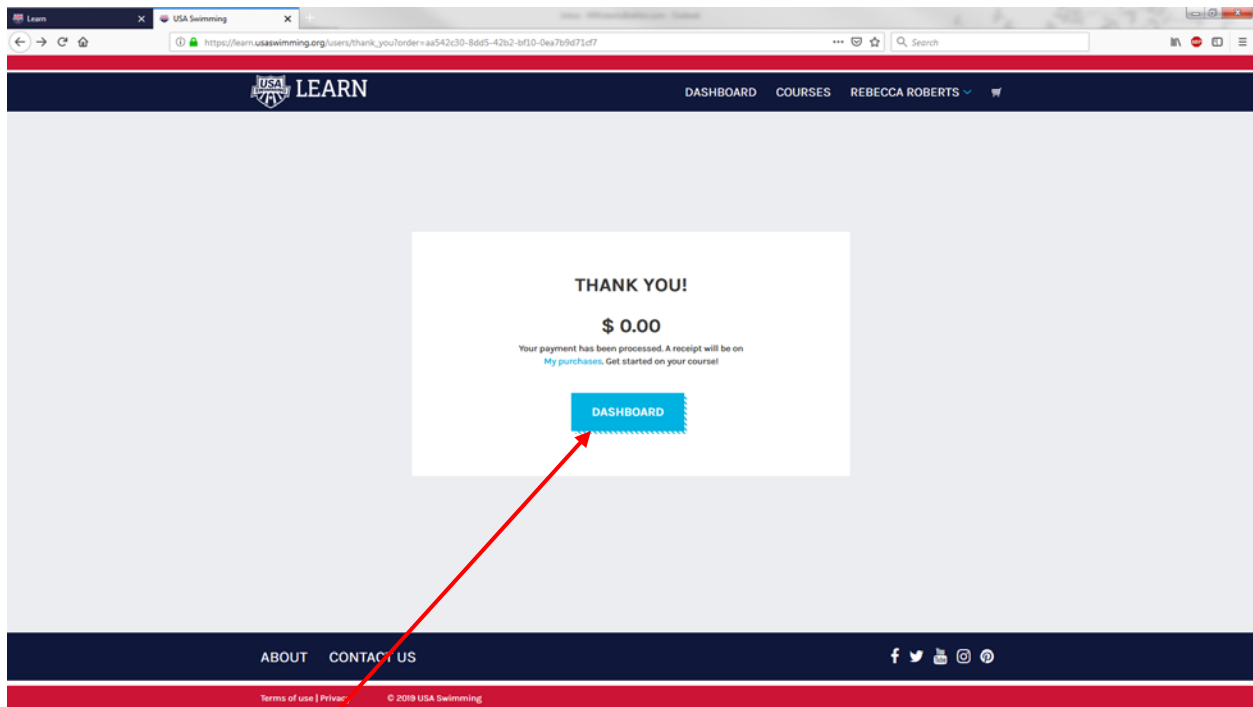 Learn
USA Swimming
https://learn.usaswimming.org/users/thank_you?order=aa542c30-8dd5-42b2-bf10-0ea7b9d71cf7
Search
USA LEARN
DASHBOARD COURSES REBECCA ROBERTS
THANK YOU!
$ 0.00
Your payment has been processed. A receipt will be on
My purchases. Get started on your course!
DASHBOARD
ABOUT CONTACT US
Terms of use | Privacy © 2019 USA Swimming